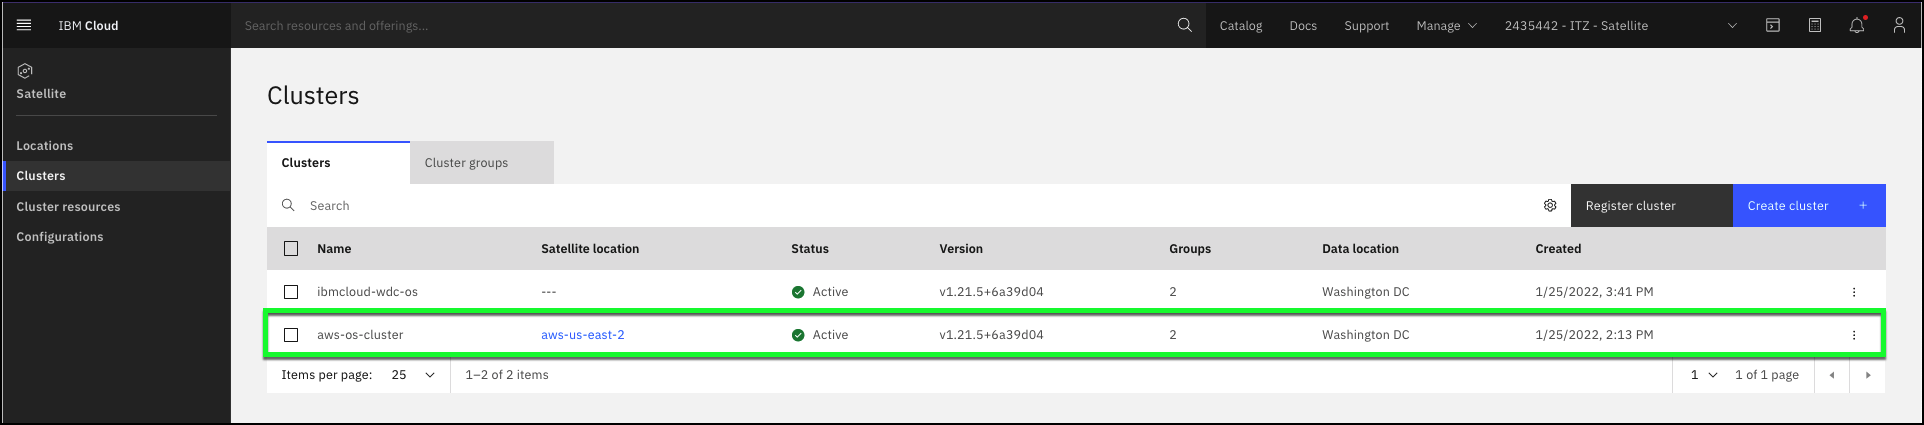 IBM Cloud
Search resources and offerings...
Catalog
Docs
Support
Manage
2435442 - ITZ - Satellite
Satellite
Locations
Clusters
Cluster resources
Configurations
Clusters
Clusters
Cluster groups
Search
Register cluster
Create cluster +
Name Satellite location Status Version Groups Data location Created
ibmcloud-wdc-os --- Active v1.21.5+6a39d04 2 Washington DC 1/25/2022, 3:41 PM
aws-os-cluster aws-us-east-2 Active v1.21.5+6a39d04 2 Washington DC 1/25/2022, 2:13 PM
Items per page: 25 1–2 of 2 items 1 1 of 1 page